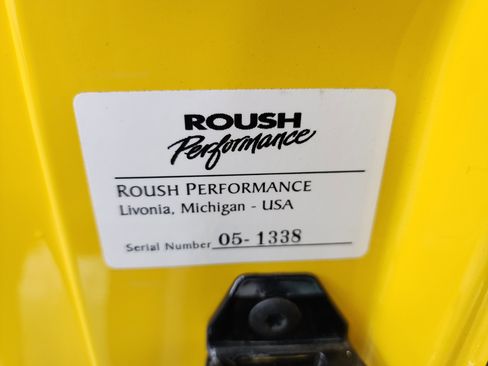 ROUSH
Performance
ROUSH PERFORMANCE
Livonia, Michigan - USA
Serial Number 05-1338